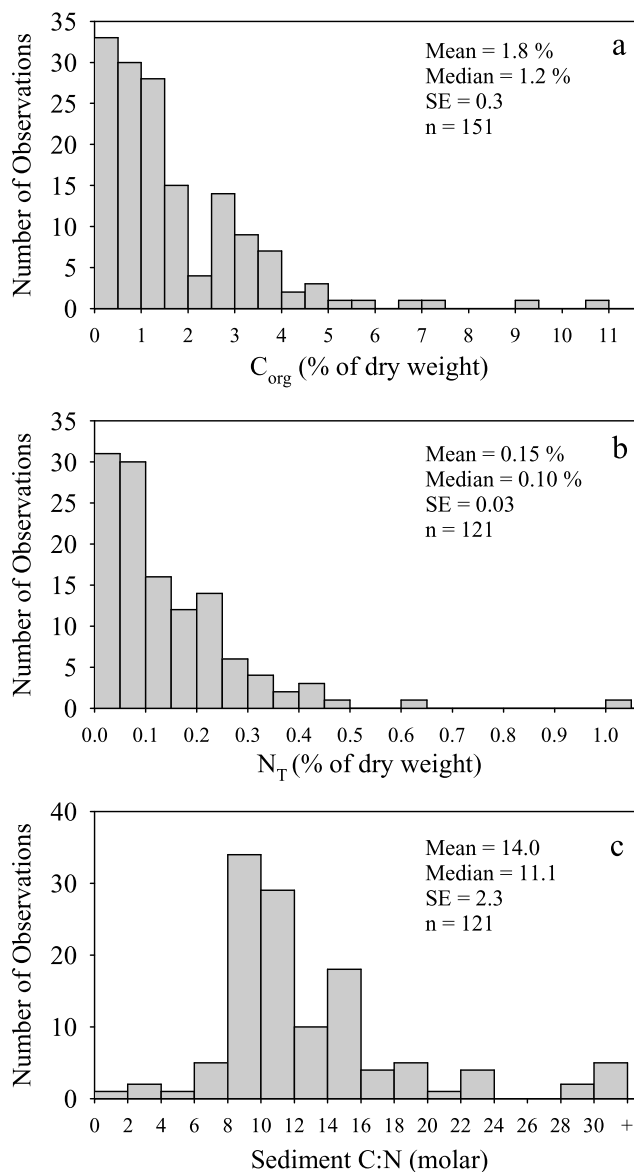 35
30
25
20
15
10
5
0
Number of Observations
Mean = 1.8 %
Median = 1.2 %
SE = 0.3
n = 151
a
0 1 2 3 4 5 6 7 8 9 10 11
C_org (% of dry weight)
35
30
25
20
15
10
5
0
Number of Observations
Mean = 0.15 %
Median = 0.10 %
SE = 0.03
n = 121
b
0.0 0.1 0.2 0.3 0.4 0.5 0.6 0.7 0.8 0.9 1.0
N_T (% of dry weight)
40
30
20
10
0
Number of Observations
Mean = 14.0
Median = 11.1
SE = 2.3
n = 121
c
0 2 4 6 8 10 12 14 16 18 20 22 24 26 28 30 +
Sediment C:N (molar)